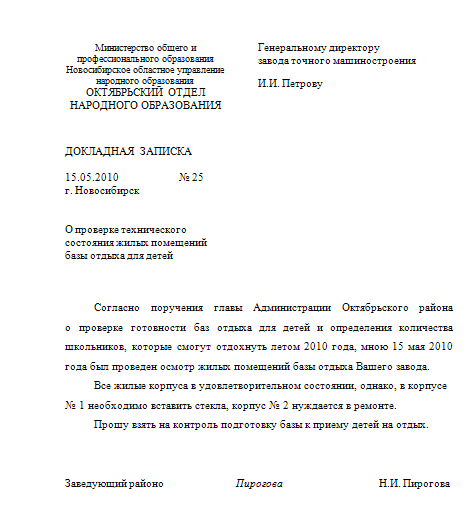 Министерство общего и
профессионального образования
Новосибирское областное управление
народного образования
ОКТЯБРЬСКИЙ ОТДЕЛ
НАРОДНОГО ОБРАЗОВАНИЯ
Генеральному директору
завода точного машиностроения
И.И. Петрову
ДОКЛАДНАЯ ЗАПИСКА
15.05.2010 № 25
г. Новосибирск
О проверке технического
состояния жилых помещений
базы отдыха для детей
Согласно поручения главы Администрации Октябрьского района
о проверке готовности баз отдыха для детей и определения количества
школьников, которые смогут отдохнуть летом 2010 года, мною 15 мая 2010
года был проведен осмотр жилых помещений базы отдыха Вашего завода.
Все жилые корпуса в удовлетворительном состоянии, однако, в корпусе
№ 1 необходимо вставить стекла, корпус № 2 нуждается в ремонте.
Прошу взять на контроль подготовку базы к приему детей на отдых.
Заведующий районо Пирогова Н.И. Пирогова